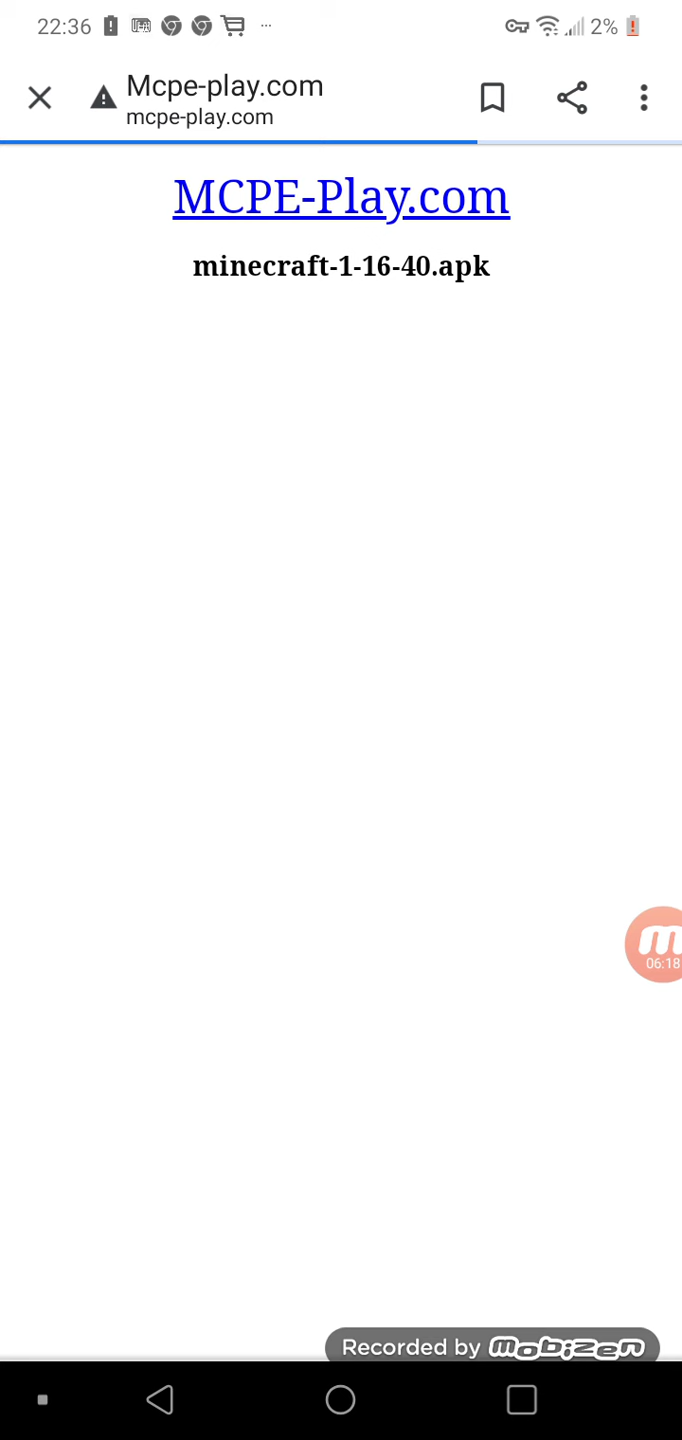 22:36
2%
Mcpe-play.com
mcpe-play.com
MCPE-Play.com
minecraft-1-16-40.apk
m
06:18
Recorded by mobizen